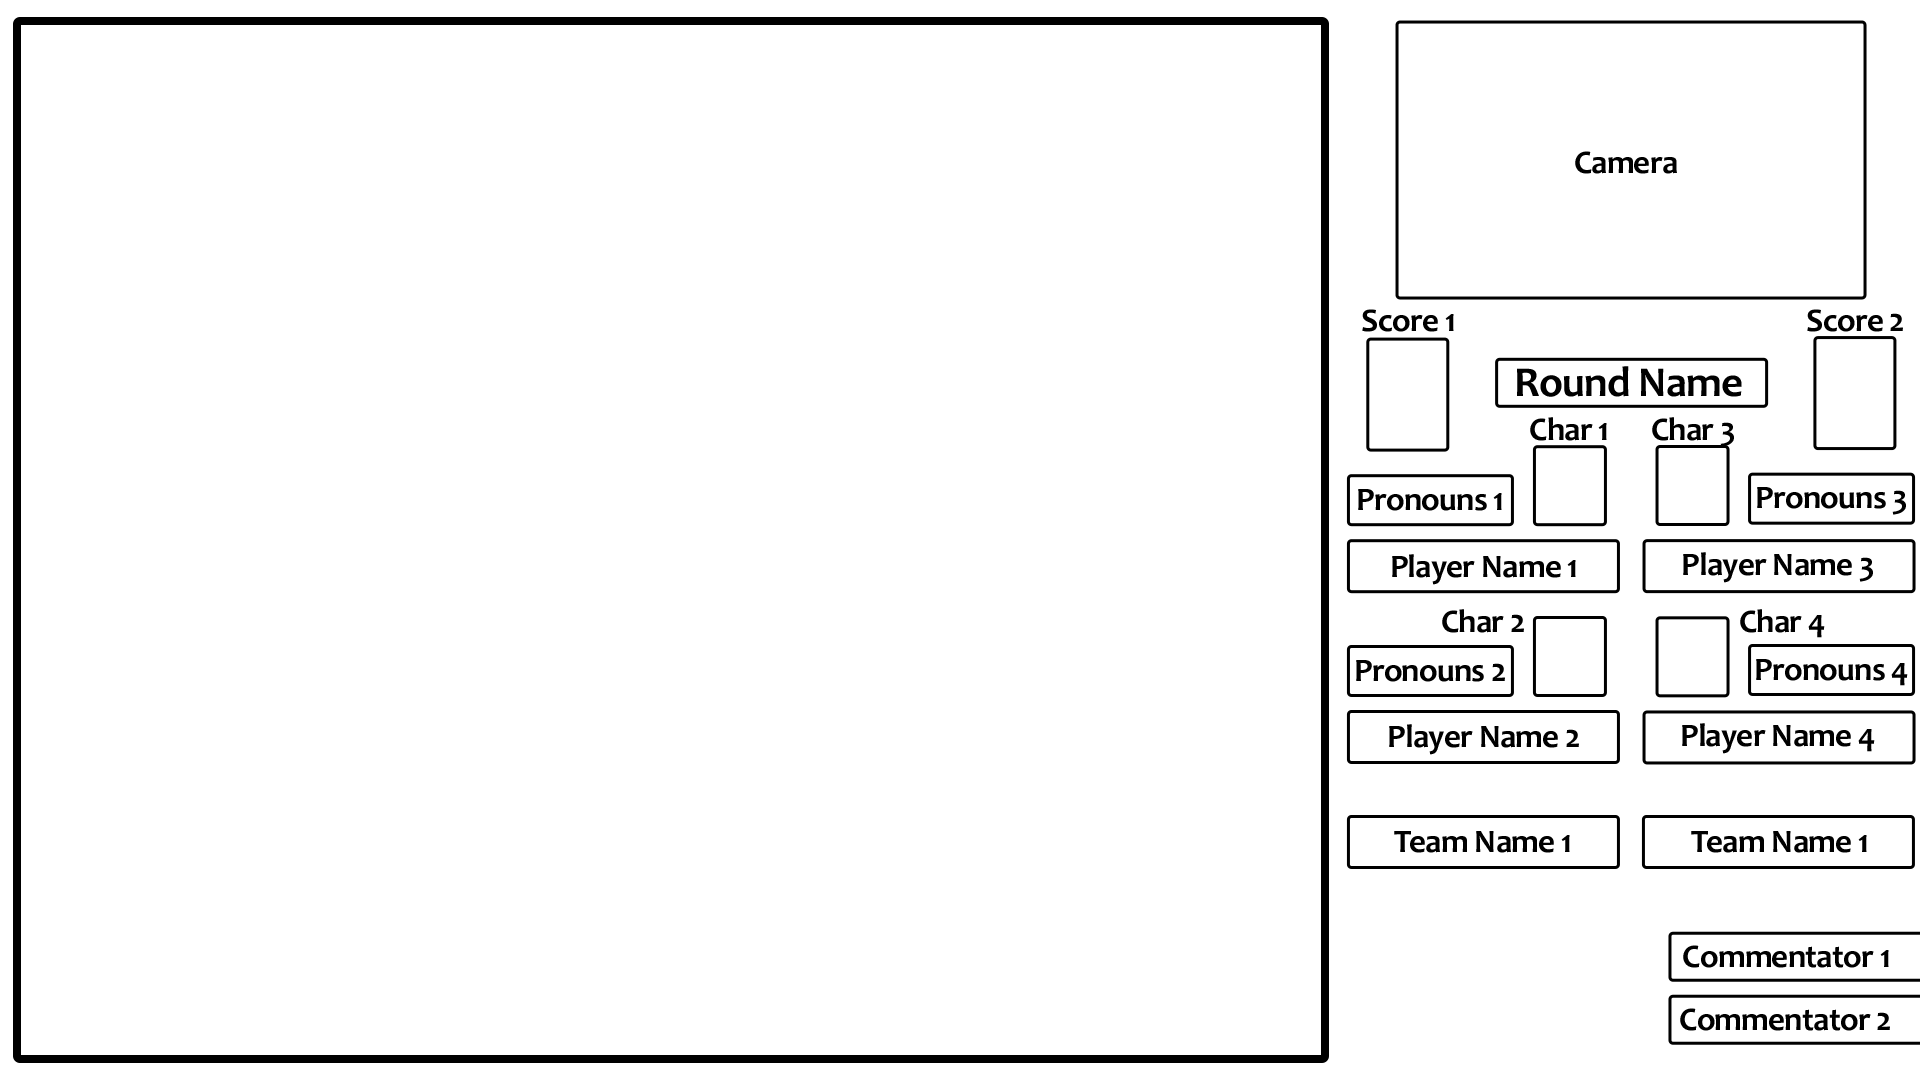 Camera
Score 1
Score 2
Round Name
Char 1
Char 3
Pronouns 1
Pronouns 3
Player Name 1
Player Name 3
Char 2
Char 4
Pronouns 2
Pronouns 4
Player Name 2
Player Name 4
Team Name 1
Team Name 1
Commentator 1
Commentator 2